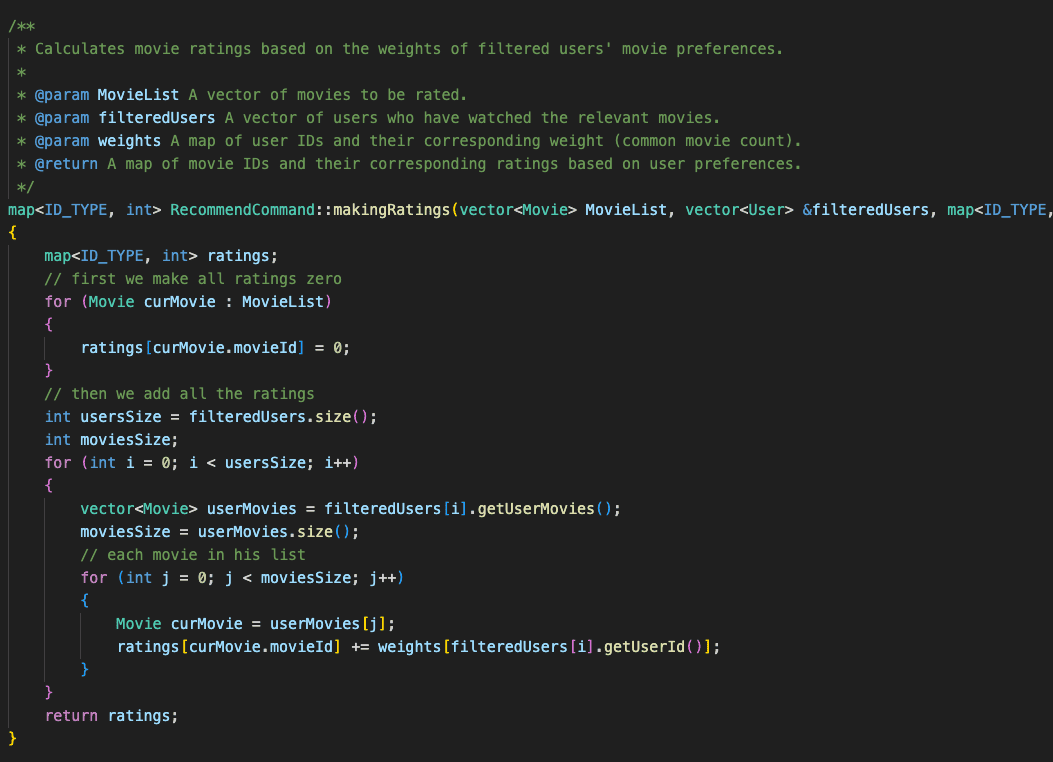 /**
 * Calculates movie ratings based on the weights of filtered users' movie preferences.
 *
 * @param MovieList A vector of movies to be rated.
 * @param filteredUsers A vector of users who have watched the relevant movies.
 * @param weights A map of user IDs and their corresponding weight (common movie count).
 * @return A map of movie IDs and their corresponding ratings based on user preferences.
 */
map<ID_TYPE, int> RecommendCommand::makingRatings(vector<Movie> MovieList, vector<User> &filteredUsers, map<ID_TYPE,
{
    map<ID_TYPE, int> ratings;
    // first we make all ratings zero
    for (Movie curMovie : MovieList)
    {
        ratings[curMovie.movieId] = 0;
    }
    // then we add all the ratings
    int usersSize = filteredUsers.size();
    int moviesSize;
    for (int i = 0; i < usersSize; i++)
    {
        vector<Movie> userMovies = filteredUsers[i].getUserMovies();
        moviesSize = userMovies.size();
        // each movie in his list
        for (int j = 0; j < moviesSize; j++)
        {
            Movie curMovie = userMovies[j];
            ratings[curMovie.movieId] += weights[filteredUsers[i].getUserId()];
        }
    }
    return ratings;
}